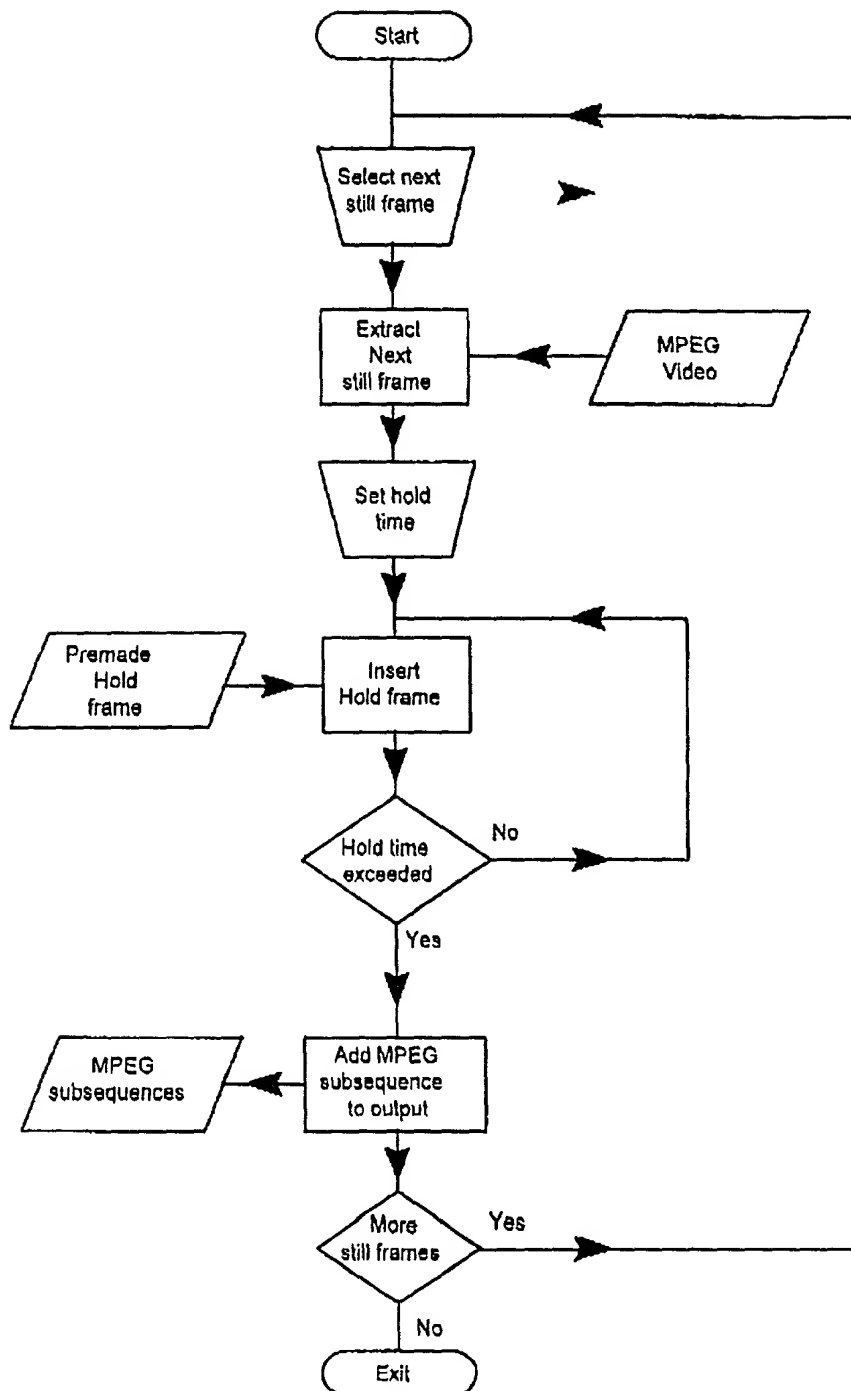 Start
Select next
still frame
Extract
Next
still frame
MPEG
Video
Set hold
time
Premade
Hold
frame
Insert
Hold frame
Hold time
exceeded
No
Yes
MPEG
subsequences
Add MPEG
subsequence
to output
More
still frames
Yes
No
Exit